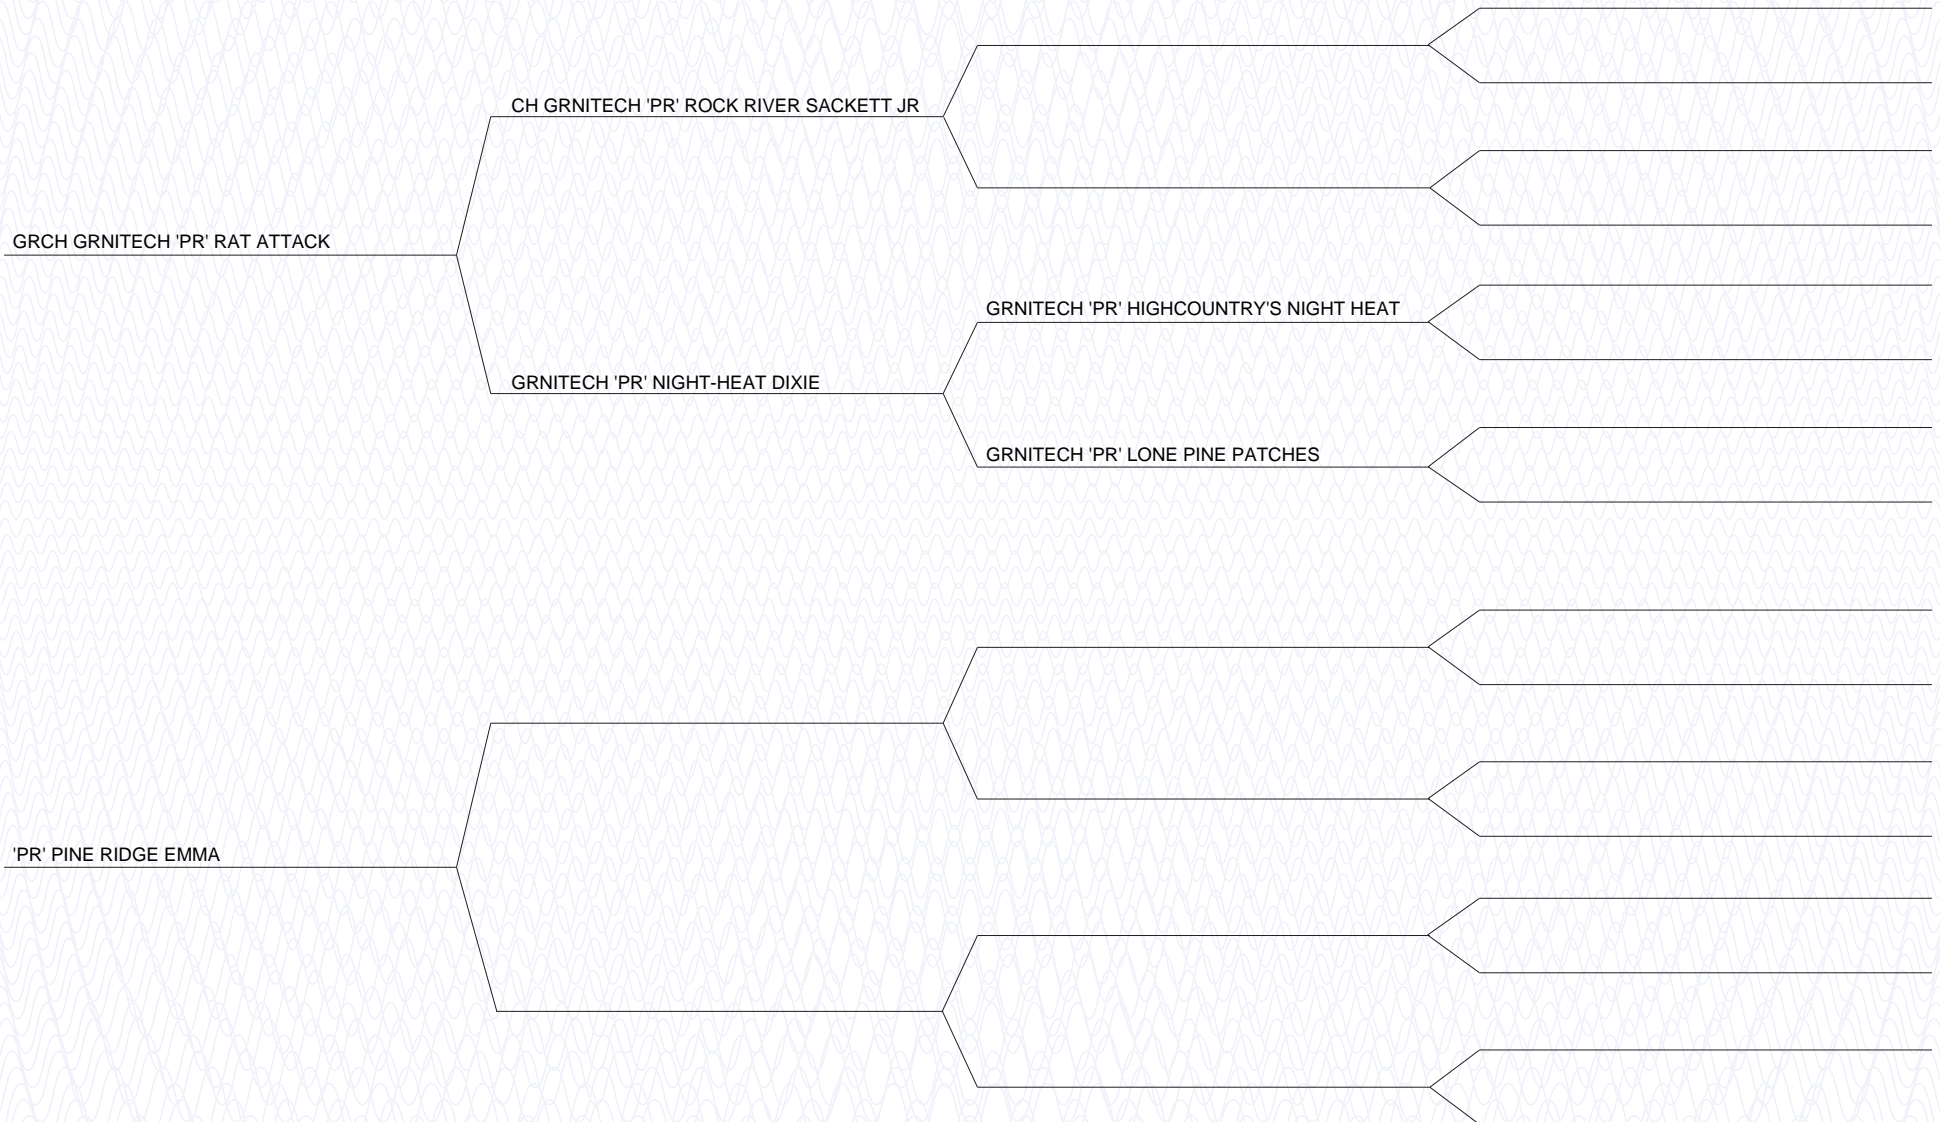 CH GRNITECH 'PR' ROCK RIVER SACKETT JR
GRCH GRNITECH 'PR' RAT ATTACK
GRNITECH 'PR' HIGHCOUNTRY'S NIGHT HEAT
GRNITECH 'PR' NIGHT-HEAT DIXIE
GRNITECH 'PR' LONE PINE PATCHES
'PR' PINE RIDGE EMMA